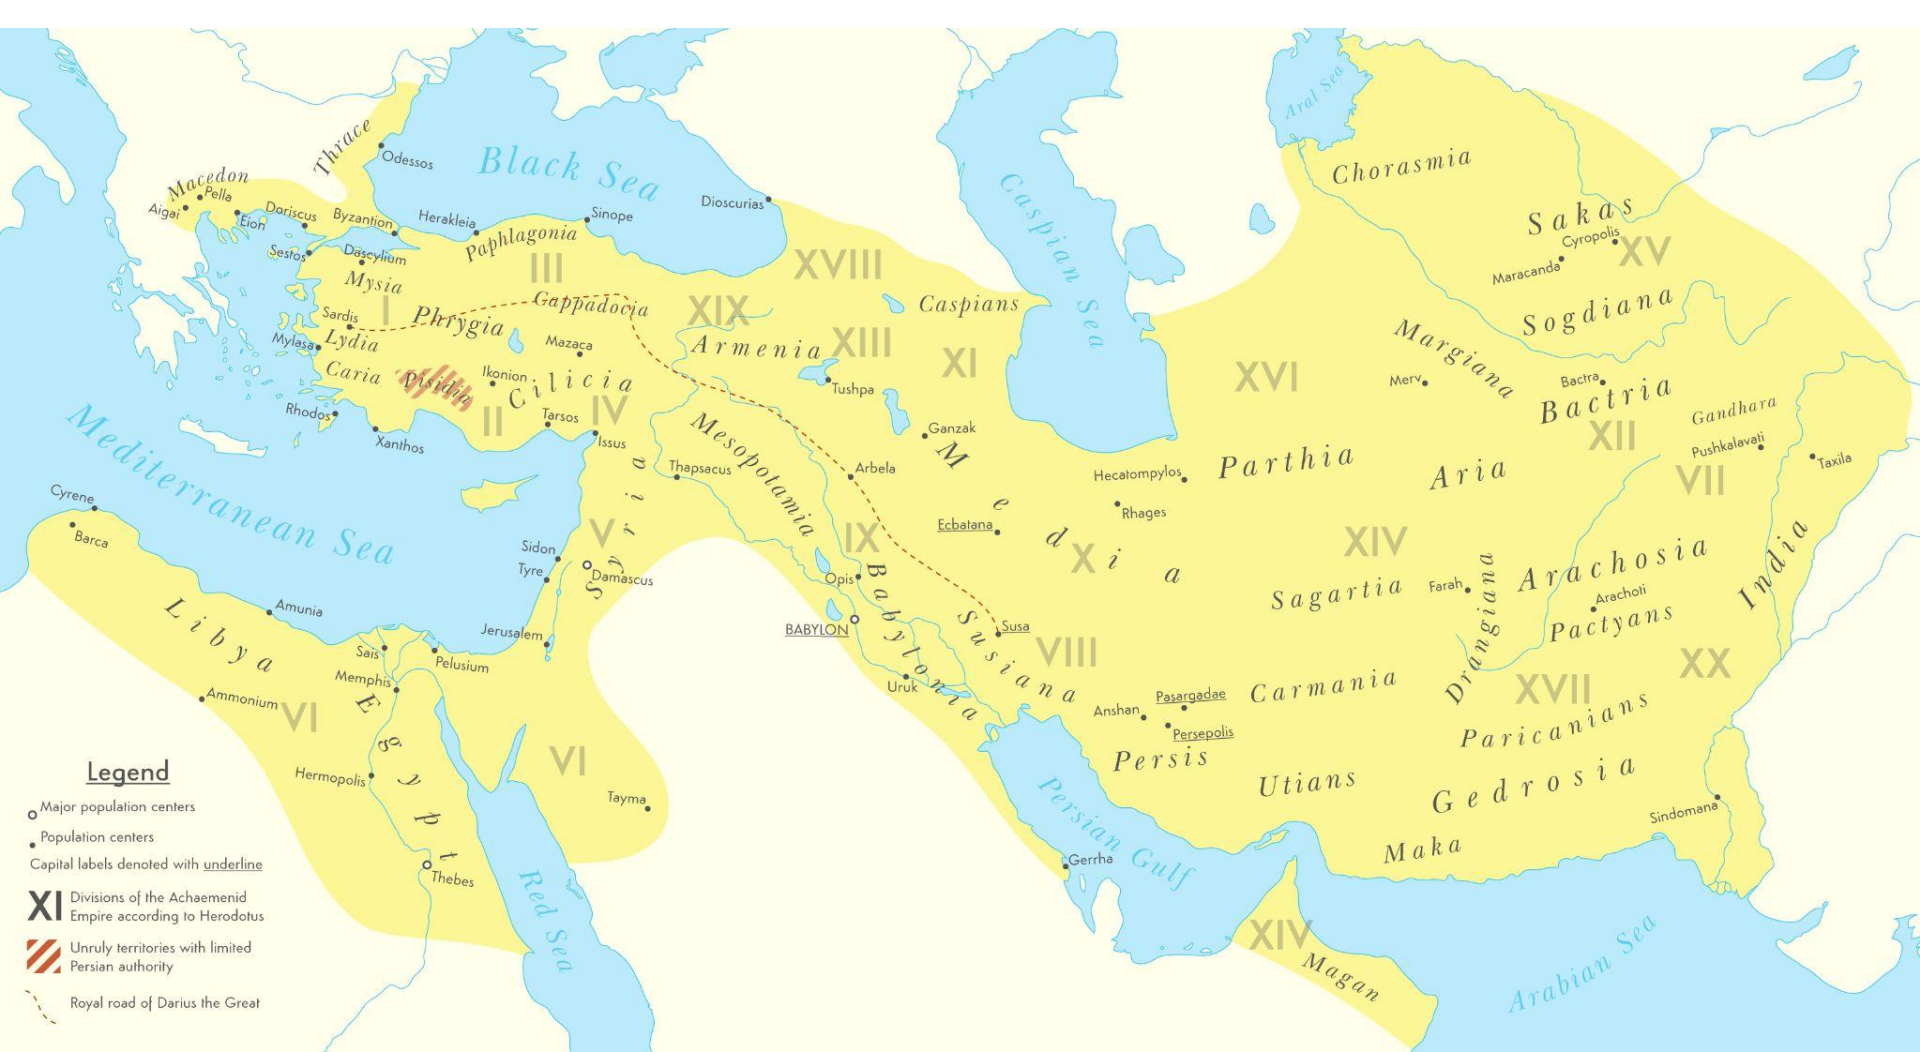 Black Sea
Caspian Sea
Aral Sea
Mediterranean Sea
Red Sea
Persian Gulf
Arabian Sea
Thrace
Odessos
Macedon
Pella
Aigai
Eion
Doriscus
Byzantion
Sestos
Dascylium
Herakleia
Sinope
Paphlagonia
Dioscurias
III
XVIII
Mysia
I
Phrygia
Gappadocia
XIX
Caspians
Sardis
Lydia
Mylasa
Mazaca
Armenia
XIII
XI
Tushpa
Caria
Pisidia
Ikonion
Cilicia
II
Tarsos
IV
Issus
Rhodos
Xanthos
Ganzak
Media
X
Mesopotamia
Thapsacus
Arbela
Ecbatana
Hecatompylos
Rhages
Syria
V
Sidon
Tyre
Damascus
Jerusalem
IX
Opis
BABYLON
Babylonia
Uruk
Susa
Susiana
VIII
Cyrene
Barca
Libya
Amunia
Sais
Pelusium
Memphis
Ammonium
VI
Egypt
Hermopolis
Thebes
VI
Tayma
Gerrha
Anshan
Pasargadae
Persepolis
Persis
Carmania
Utians
Chorasmia
Sakas
Cyropolis
XV
Maracanda
Sogdiana
Margiana
XVI
Merv
Bactra
Bactria
XII
Gandhara
Pushkalavati
VII
Taxila
Parthia
Aria
XIV
Sagartia
Farah
Drangiana
Arachosia
Arachoti
Pactyans
India
XX
XVII
Paricanians
Gedrosia
Sindomana
Maka
XIV
Magan
Legend
Major population centers
Population centers
Capital labels denoted with underline
XI Divisions of the Achaemenid
Empire according to Herodotus
Unruly territories with limited
Persian authority
Royal road of Darius the Great